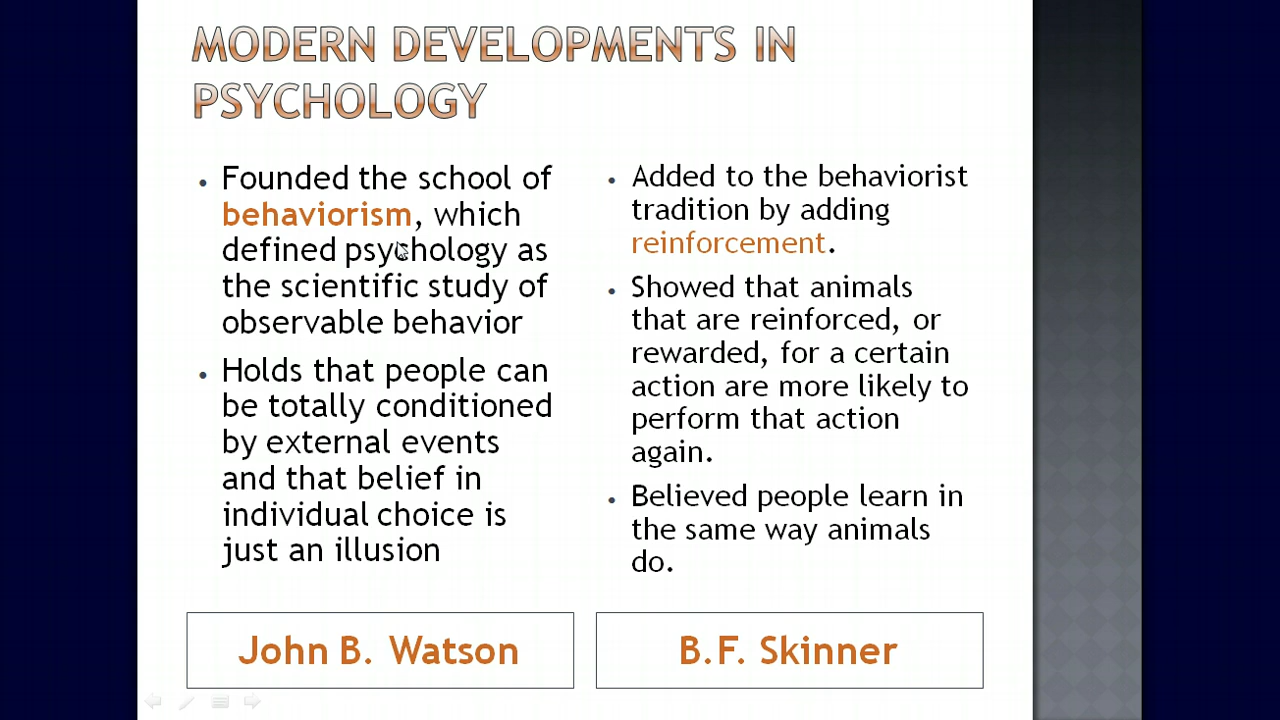 MODERN DEVELOPMENTS IN
PSYCHOLOGY
• Founded the school of
behaviorism, which
defined psychology as
the scientific study of
observable behavior
• Holds that people can
be totally conditioned
by external events
and that belief in
individual choice is
just an illusion
John B. Watson
• Added to the behaviorist
tradition by adding
reinforcement.
• Showed that animals
that are reinforced, or
rewarded, for a certain
action are more likely to
perform that action
again.
• Believed people learn in
the same way animals
do.
B.F. Skinner